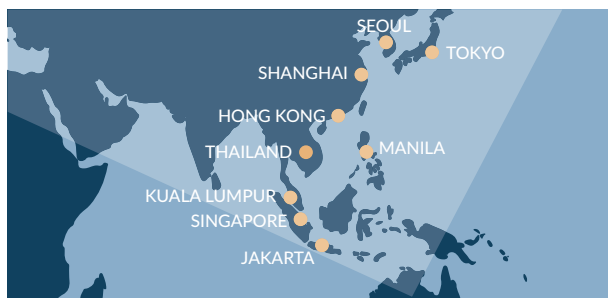 SEOUL
TOKYO
SHANGHAI
HONG KONG
THAILAND
MANILA
KUALA LUMPUR
SINGAPORE
JAKARTA